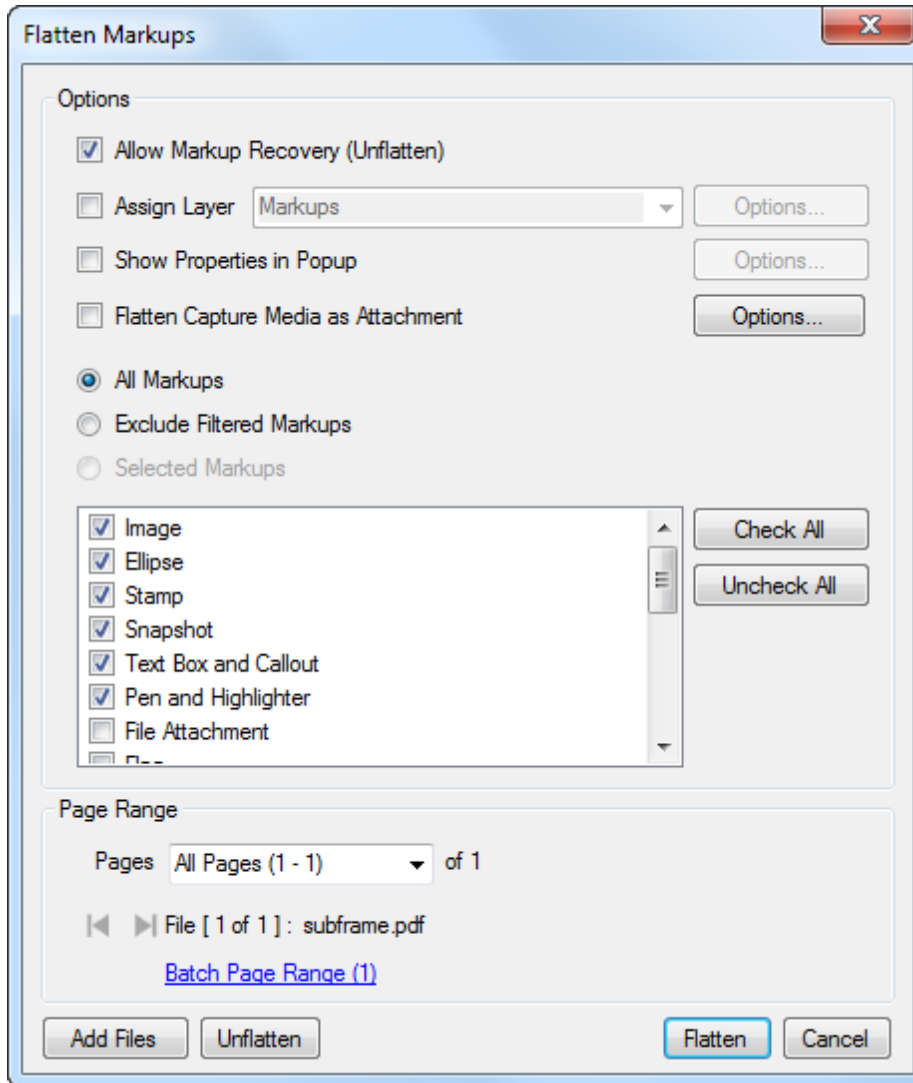 Flatten Markups
Options
Allow Markup Recovery (Unflatten)
Assign Layer Markups Options...
Show Properties in Popup Options...
Flatten Capture Media as Attachment Options...
All Markups
Exclude Filtered Markups
Selected Markups
Image Check All
Ellipse
Stamp Uncheck All
Snapshot
Text Box and Callout
Pen and Highlighter
File Attachment
Page Range
Pages All Pages (1 - 1) of 1
File [ 1 of 1 ] : subframe.pdf
Batch Page Range (1)
Add Files Unflatten Flatten Cancel